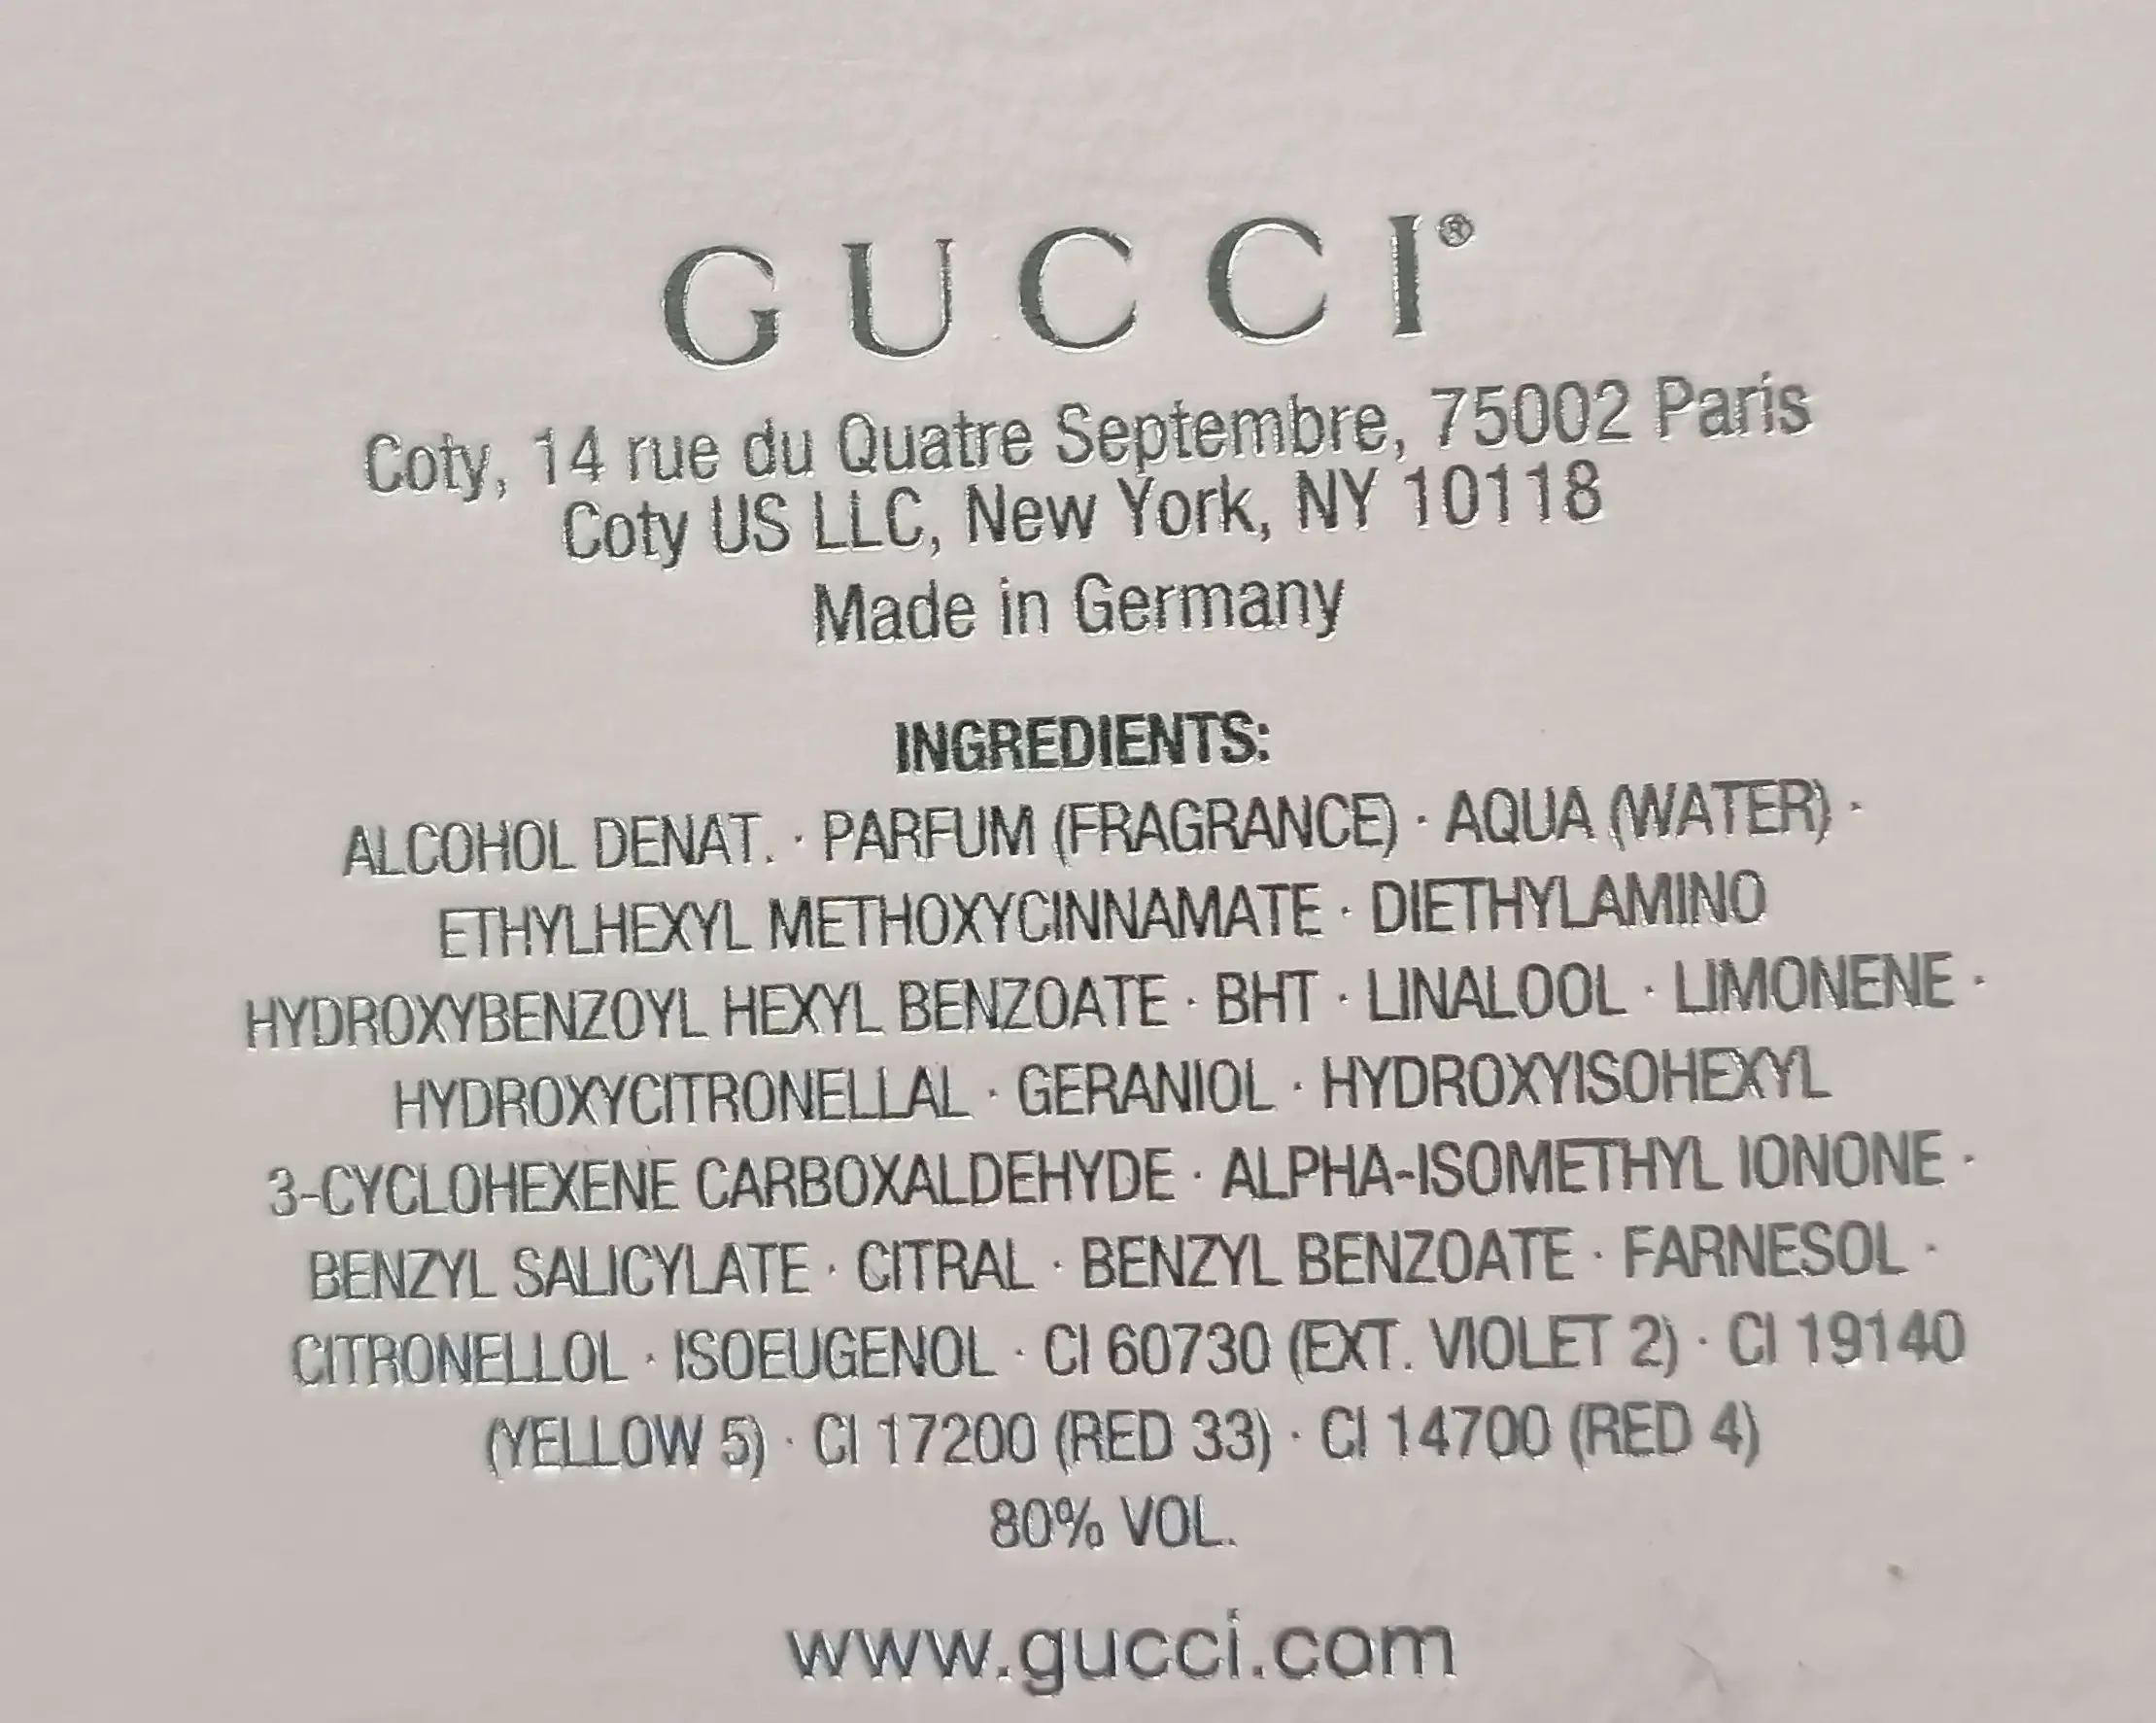 GUCCI®
Coty, 14 rue du Quatre Septembre, 75002 Paris
Coty US LLC, New York, NY 10118
Made in Germany
INGREDIENTS:
ALCOHOL DENAT. · PARFUM (FRAGRANCE) · AQUA (WATER) ·
ETHYLHEXYL METHOXYCINNAMATE · DIETHYLAMINO
HYDROXYBENZOYL HEXYL BENZOATE · BHT · LINALOOL · LIMONENE ·
HYDROXYCITRONELLAL · GERANIOL · HYDROXYISOHEXYL
3-CYCLOHEXENE CARBOXALDEHYDE · ALPHA-ISOMETHYL IONONE ·
BENZYL SALICYLATE · CITRAL · BENZYL BENZOATE · FARNESOL ·
CITRONELLOL · ISOEUGENOL · CI 60730 (EXT. VIOLET 2) · CI 19140
(YELLOW 5) · CI 17200 (RED 33) · CI 14700 (RED 4)
80% VOL.
www.gucci.com